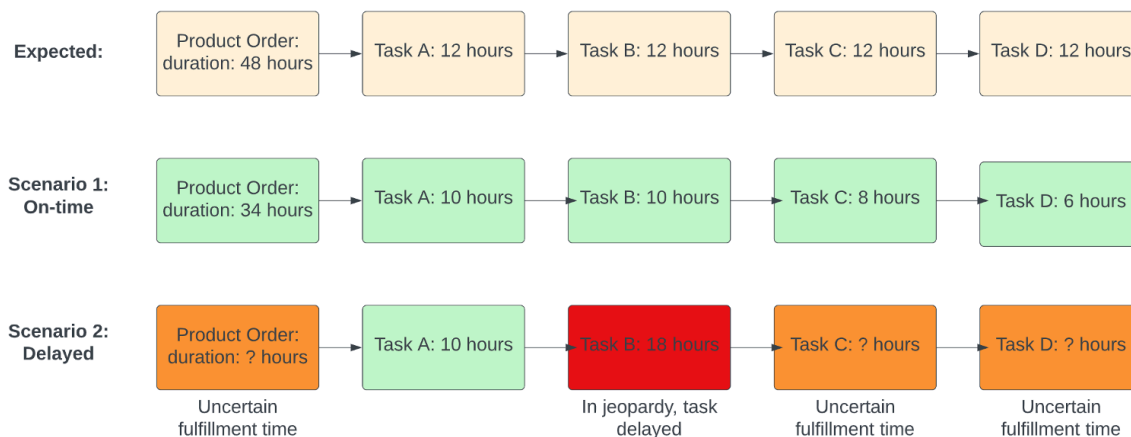 Expected:
Product Order:
duration: 48 hours
Task A: 12 hours
Task B: 12 hours
Task C: 12 hours
Task D: 12 hours
Scenario 1:
On-time
Product Order:
duration: 34 hours
Task A: 10 hours
Task B: 10 hours
Task C: 8 hours
Task D: 6 hours
Scenario 2:
Delayed
Product Order:
duration: ? hours
Task A: 10 hours
Task B: 18 hours
Task C: ? hours
Task D: ? hours
Uncertain
fulfillment time
In jeopardy, task
delayed
Uncertain
fulfillment time
Uncertain
fulfillment time